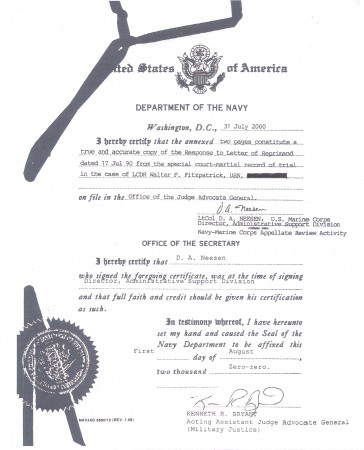 United States of America
DEPARTMENT OF THE NAVY
Washington, D.C., 31 July 2000
I hereby certify that the annexed two pages constitute a
true and accurate copy of the Response to Letter of Reprimand
dated 17 Jul 90 from the special court-martial record of trial
in the case of LCDR Walter F. Fitzpatrick, USN,
on file in the Office of the Judge Advocate General.
D. A. Neesen
LtCol D. A. NEESEN, U.S. Marine Corps
Director, Administrative Support Division
Navy-Marine Corps Appellate Review Activity
OFFICE OF THE SECRETARY
I hereby certify that D. A. Neesen
who signed the foregoing certificate, was at the time of signing
Director, Administrative Support Division
and that full faith and credit should be given his certification
as such.
In testimony whereof, I have hereunto
set my hand and caused the Seal of the
Navy Department to be affixed this
First day of August
two thousand Zero-zero.
KENNETH R. BRYANT
Acting Assistant Judge Advocate General
(Military Justice)